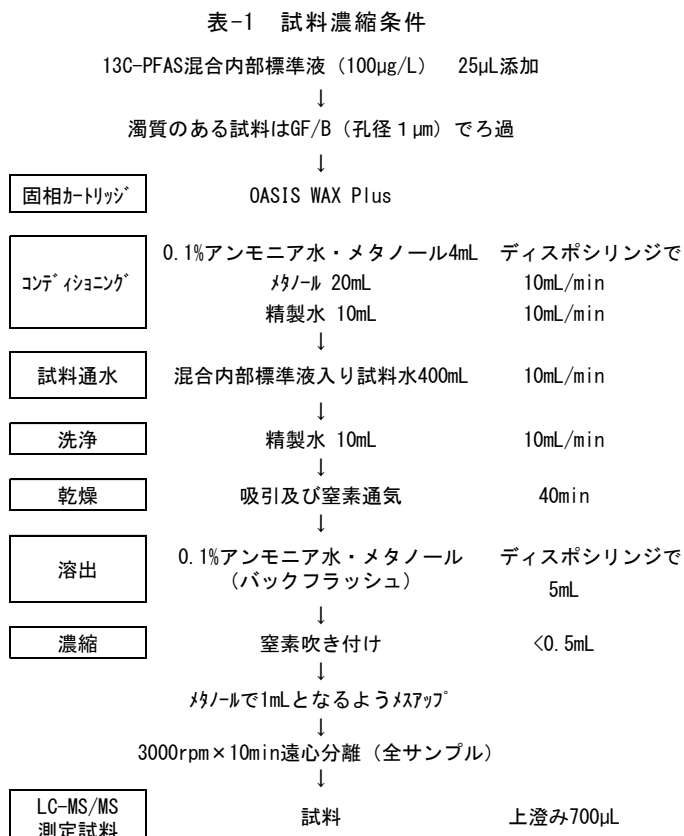 表-1　試料濃縮条件
13C-PFAS混合内部標準液（100μg/L）　25μL添加
↓
濁質のある試料はGF/B（孔径１μm）でろ過
↓
固相ｶｰﾄﾘｯｼﾞ　OASIS WAX Plus
0.1%アンモニア水・メタノール4mL　ディスポシリンジで
ｺﾝﾃﾞｨｼｮﾆﾝｸﾞ　ﾒﾀﾉｰﾙ 20mL　10mL/min
精製水 10mL　10mL/min
↓
試料通水　混合内部標準液入り試料水400mL　10mL/min
↓
洗浄　精製水 10mL　10mL/min
↓
乾燥　吸引及び窒素通気　40min
↓
溶出　0.1%アンモニア水・メタノール　ディスポシリンジで
（バックフラッシュ）　5mL
↓
濃縮　窒素吹き付け　<0.5mL
↓
ﾒﾀﾉｰﾙで1mLとなるようﾒｽｱｯﾌﾟ
↓
3000rpm×10min遠心分離（全サンプル）
↓
LC-MS/MS　試料　上澄み700μL
測定試料